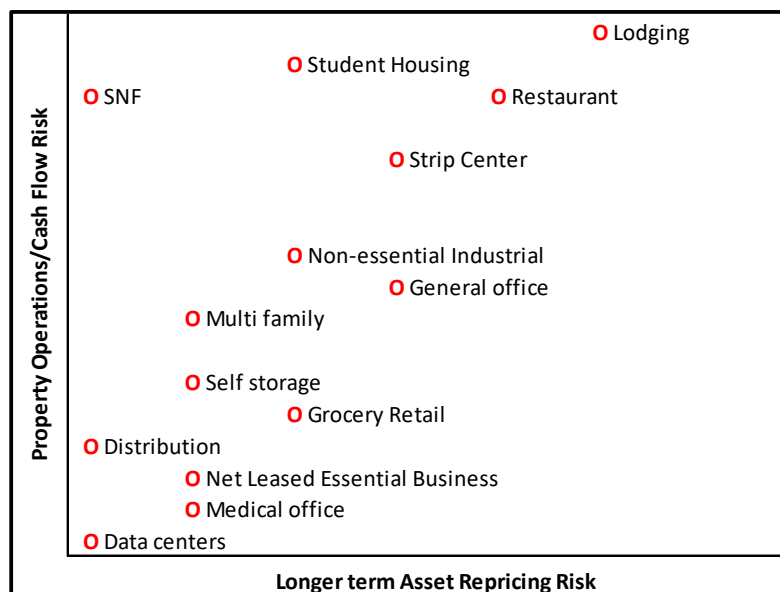 Lodging
Student Housing
SNF
Restaurant
Strip Center
Non-essential Industrial
General office
Multi family
Self storage
Grocery Retail
Distribution
Net Leased Essential Business
Medical office
Data centers
Property Operations/Cash Flow Risk
Longer term Asset Repricing Risk